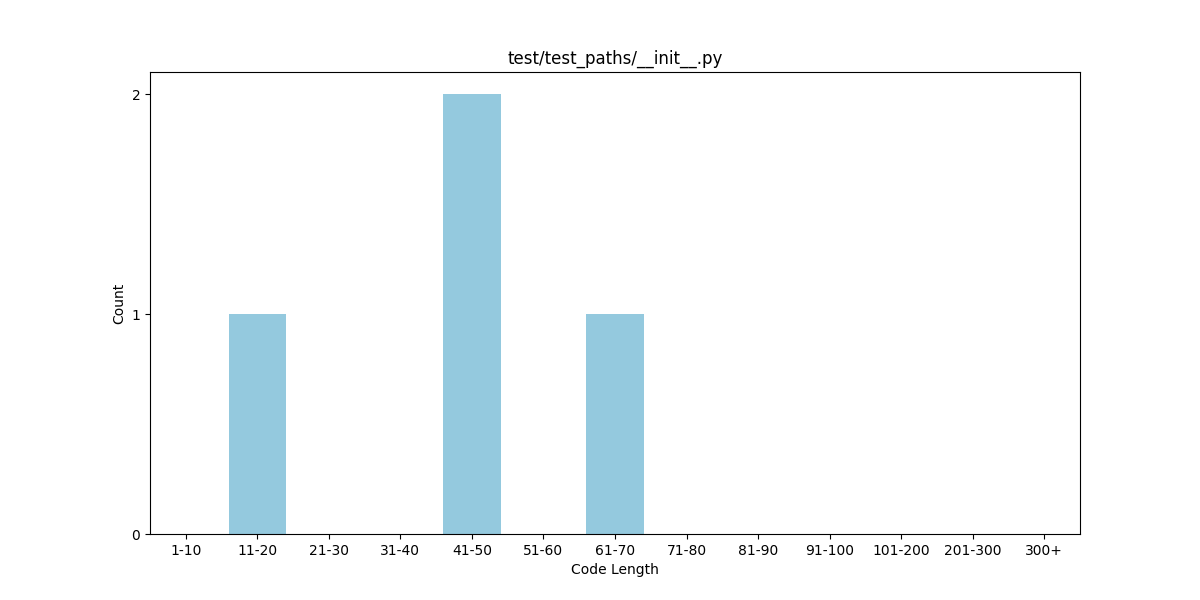 test/test_paths/__init__.py
Count
2
1
0
1-10 11-20 21-30 31-40 41-50 51-60 61-70 71-80 81-90 91-100 101-200 201-300 300+
Code Length